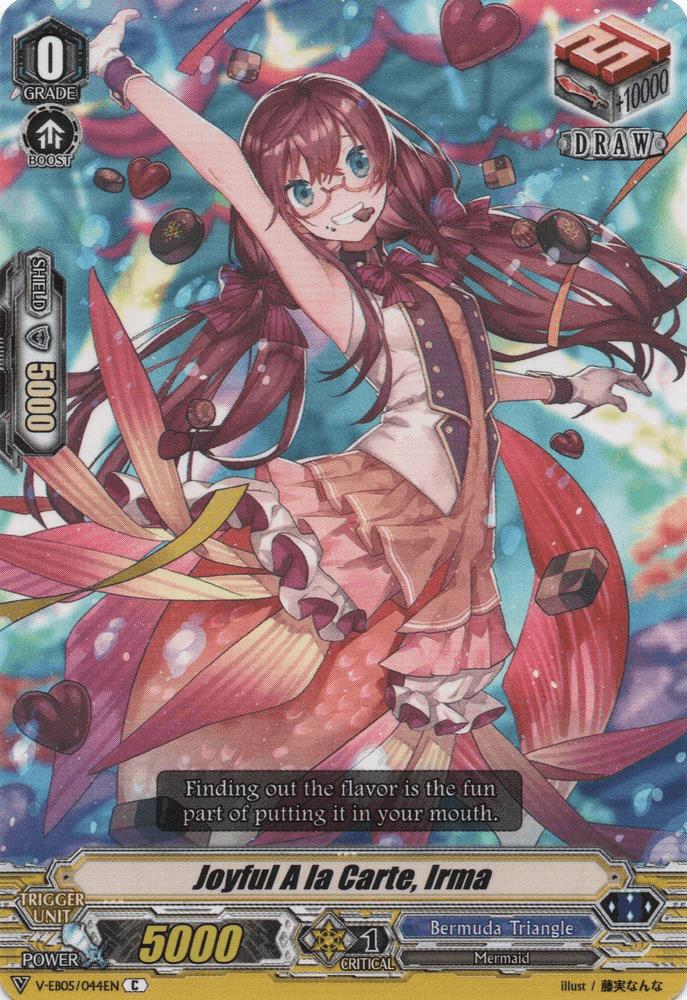 0
GRADE
BOOST
+10000
DRAW
SHIELD 5000
Finding out the flavor is the fun
part of putting it in your mouth.
Joyful A la Carte, Irma
TRIGGER
UNIT
POWER 5000
1
CRITICAL
Bermuda Triangle
Mermaid
V-EB05/044EN C
illust / 藤実なんな